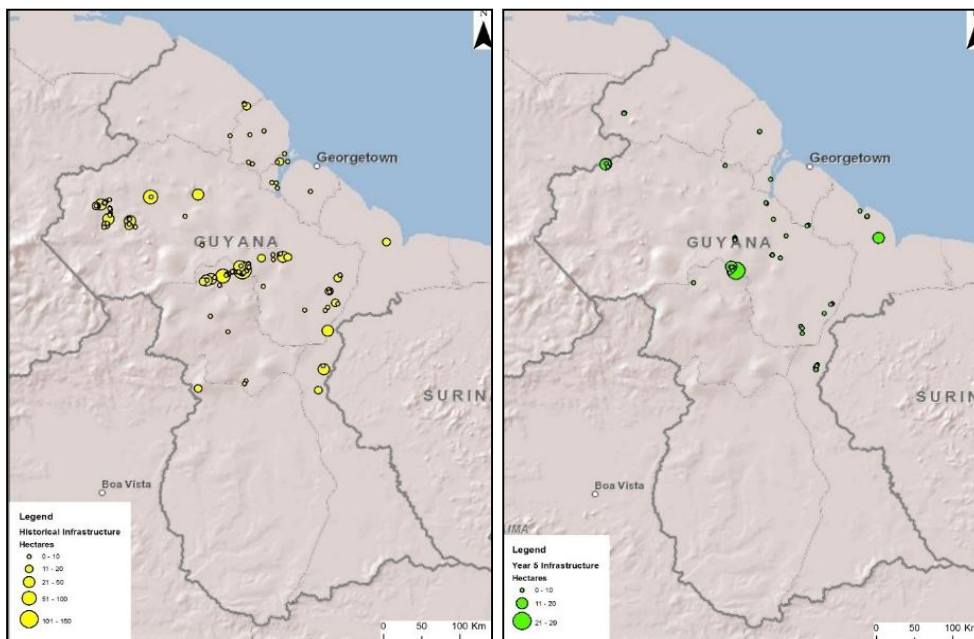 N
Georgetown
GUYANA
SURIN
Boa Vista
Legend
Historical Infrastructure
Hectares
0 - 10
11 - 20
21 - 50
51 - 100
101 - 150
0 50 100 Km
Georgetown
GUYANA
SURIN
Boa Vista
IMA
Legend
Year 5 Infrastructure
Hectares
0 - 10
11 - 20
21 - 29
0 50 100 Km